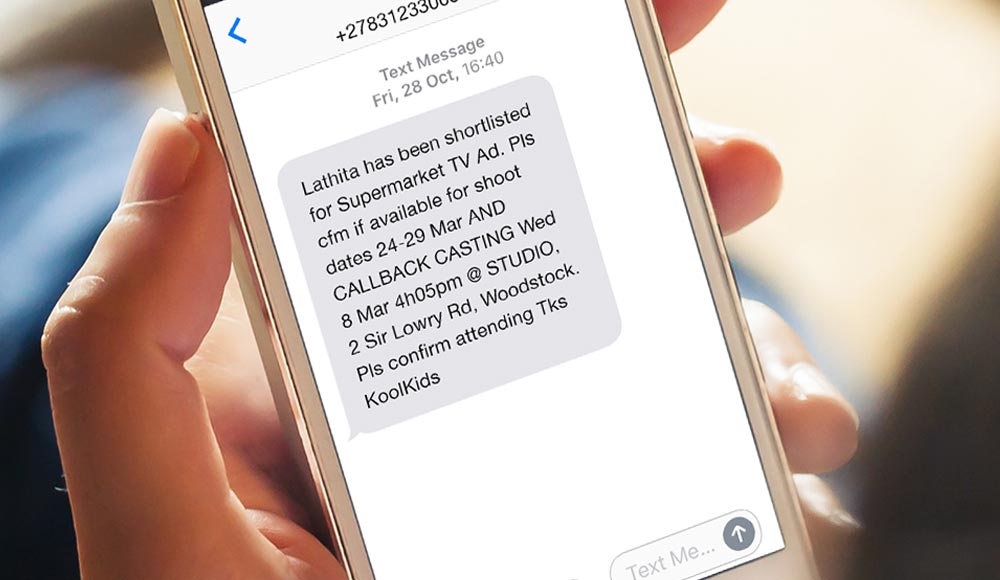 Text Message
Fri, 28 Oct, 16:40
Lathita has been shortlisted
for Supermarket TV Ad. Pls
cfm if available for shoot
dates 24-29 Mar AND
CALLBACK CASTING Wed
8 Mar 4h05pm @ STUDIO,
2 Sir Lowry Rd, Woodstock.
Pls confirm attending Tks
KoolKids
Text Me...